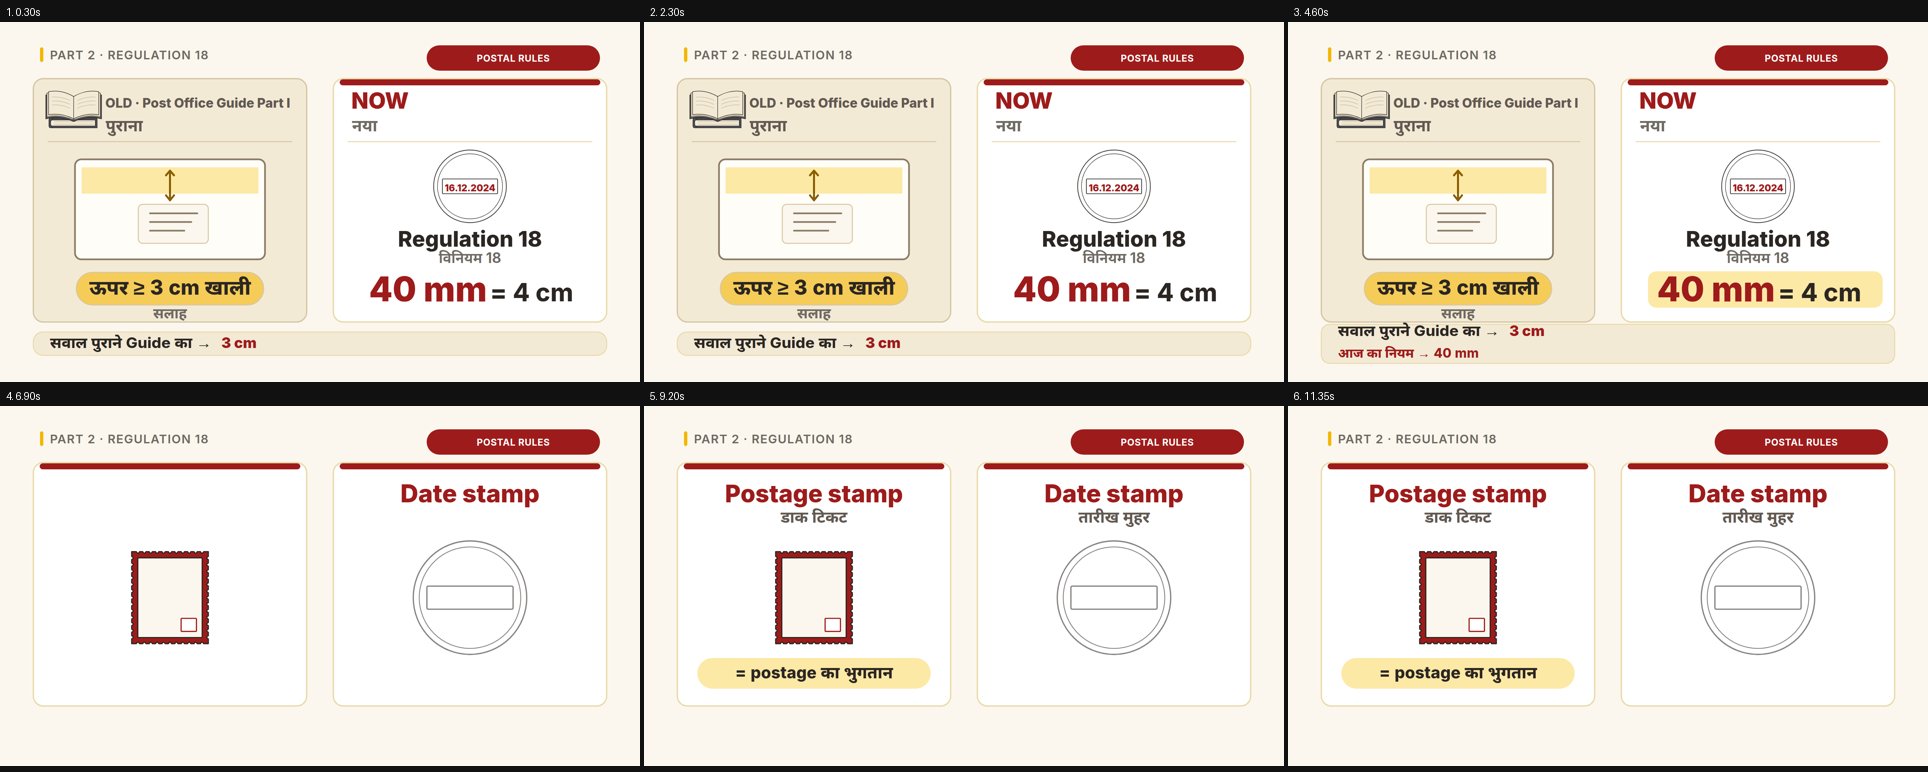 1. 0.30s
PART 2 · REGULATION 18
POSTAL RULES
OLD · Post Office Guide Part I
पुराना
ऊपर ≥ 3 cm खाली
सलाह
NOW
नया
16.12.2024
Regulation 18
विनियम 18
40 mm = 4 cm
सवाल पुराने Guide का → 3 cm
2. 2.30s
PART 2 · REGULATION 18
POSTAL RULES
OLD · Post Office Guide Part I
पुराना
ऊपर ≥ 3 cm खाली
सलाह
NOW
नया
16.12.2024
Regulation 18
विनियम 18
40 mm = 4 cm
सवाल पुराने Guide का → 3 cm
3. 4.60s
PART 2 · REGULATION 18
POSTAL RULES
OLD · Post Office Guide Part I
पुराना
ऊपर ≥ 3 cm खाली
सलाह
NOW
नया
16.12.2024
Regulation 18
विनियम 18
40 mm = 4 cm
सवाल पुराने Guide का → 3 cm
आज का नियम → 40 mm
4. 6.90s
PART 2 · REGULATION 18
POSTAL RULES
Date stamp
5. 9.20s
PART 2 · REGULATION 18
POSTAL RULES
Postage stamp
डाक टिकट
= postage का भुगतान
Date stamp
तारीख मुहर
6. 11.35s
PART 2 · REGULATION 18
POSTAL RULES
Postage stamp
डाक टिकट
= postage का भुगतान
Date stamp
तारीख मुहर